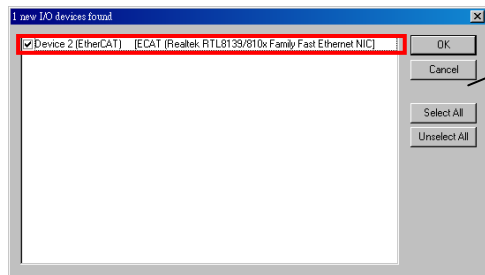 1 new I/O devices found
Device 2 (EtherCAT) [ECAT (Realtek RTL8139/810x Family Fast Ethernet NIC]
OK
Cancel
Select All
Unselect All